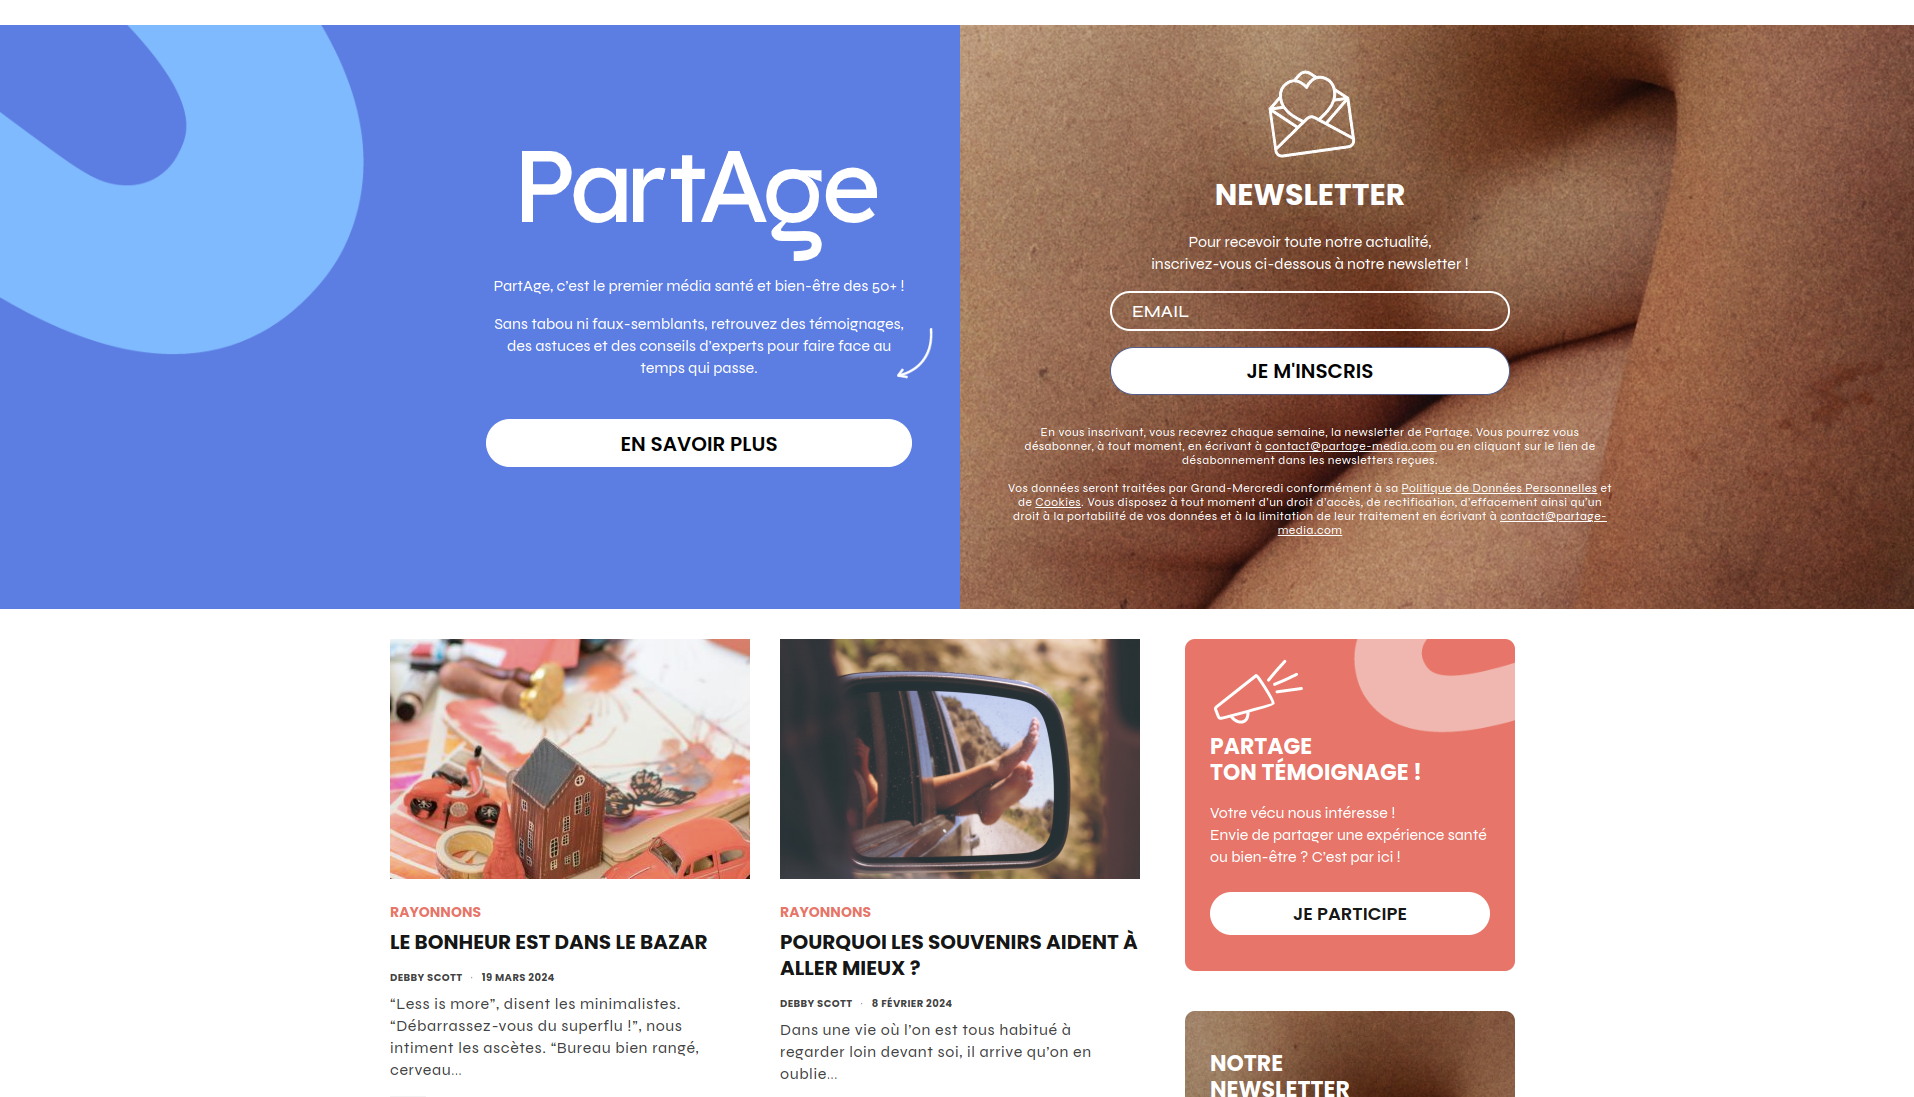 PartAge
PartAge, c’est le premier média santé et bien-être des 50+ !
Sans tabou ni faux-semblants, retrouvez des témoignages,
des astuces et des conseils d'experts pour faire face au
temps qui passe.
EN SAVOIR PLUS
NEWSLETTER
Pour recevoir toute notre actualité,
inscrivez-vous ci-dessous à notre newsletter !
EMAIL
JE M'INSCRIS
En vous inscrivant, vous recevrez chaque semaine, la newsletter de Partage. Vous pourrez vous
désabonner, à tout moment, en écrivant à contact@partage-media.com ou en cliquant sur le lien de
désabonnement dans les newsletters reçues.
Vos données seront traitées par Grand-Mercredi conformément à sa Politique de Données Personnelles et
de Cookies. Vous disposez à tout moment d’un droit d’accès, de rectification, d’effacement ainsi qu’un
droit à la portabilité de vos données et à la limitation de leur traitement en écrivant à contact@partage-
media.com
RAYONNONS
LE BONHEUR EST DANS LE BAZAR
DEBBY SCOTT · 19 MARS 2024
“Less is more”, disent les minimalistes.
“Débarrassez-vous du superflu !”, nous
intiment les ascètes. “Bureau bien rangé,
cerveau…
RAYONNONS
POURQUOI LES SOUVENIRS AIDENT À
ALLER MIEUX ?
DEBBY SCOTT · 8 FÉVRIER 2024
Dans une vie où l’on est tous habitué à
regarder loin devant soi, il arrive qu’on en
oublie…
PARTAGE
TON TÉMOIGNAGE !
Votre vécu nous intéresse !
Envie de partager une expérience santé
ou bien-être ? C’est par ici !
JE PARTICIPE
NOTRE
NEWSLETTER